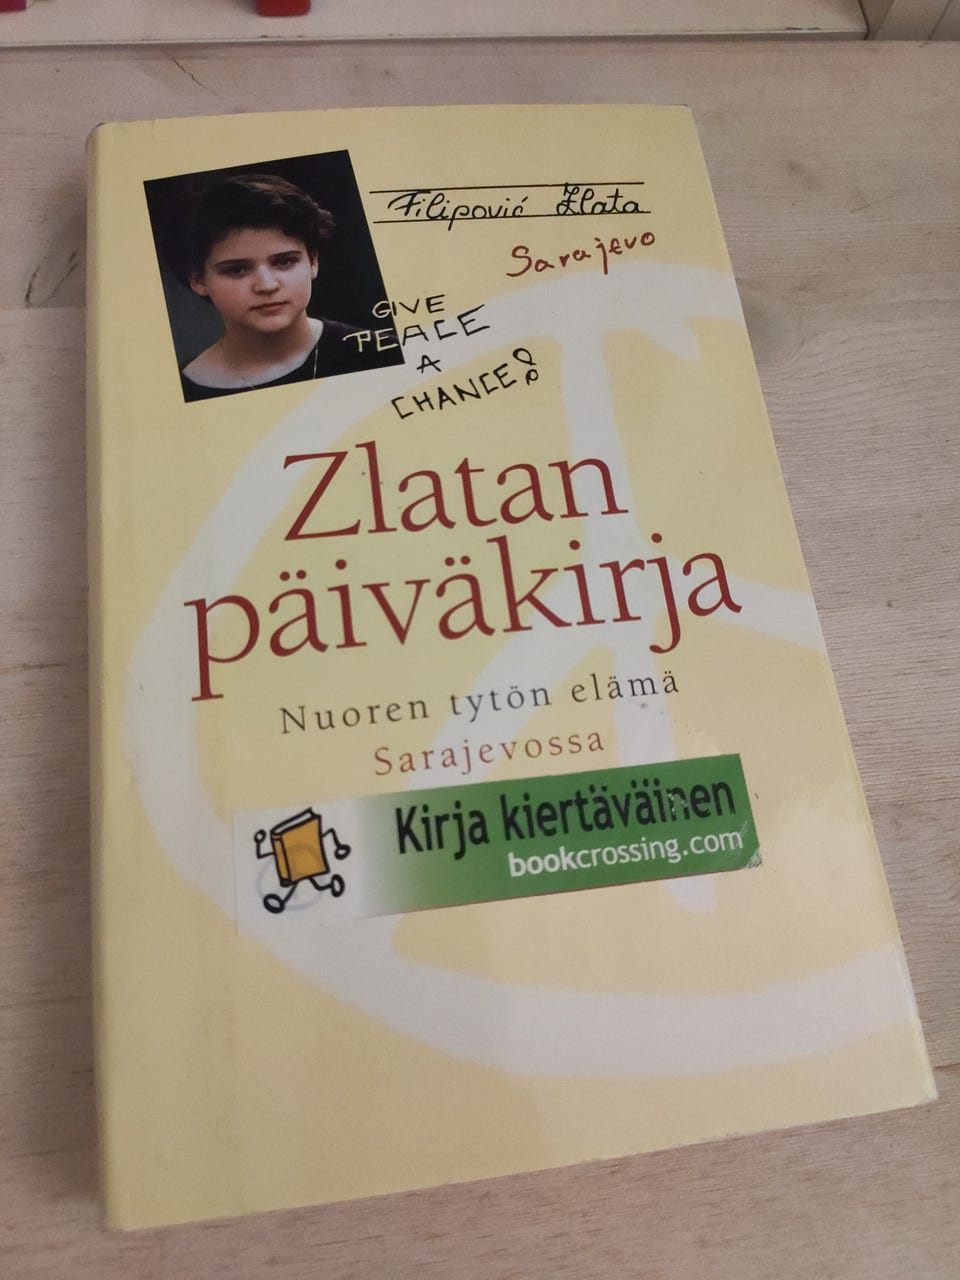 Filipović Zlata
Sarajevo
GIVE
PEACE
A
CHANCE!
Zlatan
päiväkirja
Nuoren tytön elämä
Sarajevossa
Kirja kiertäväinen
bookcrossing.com